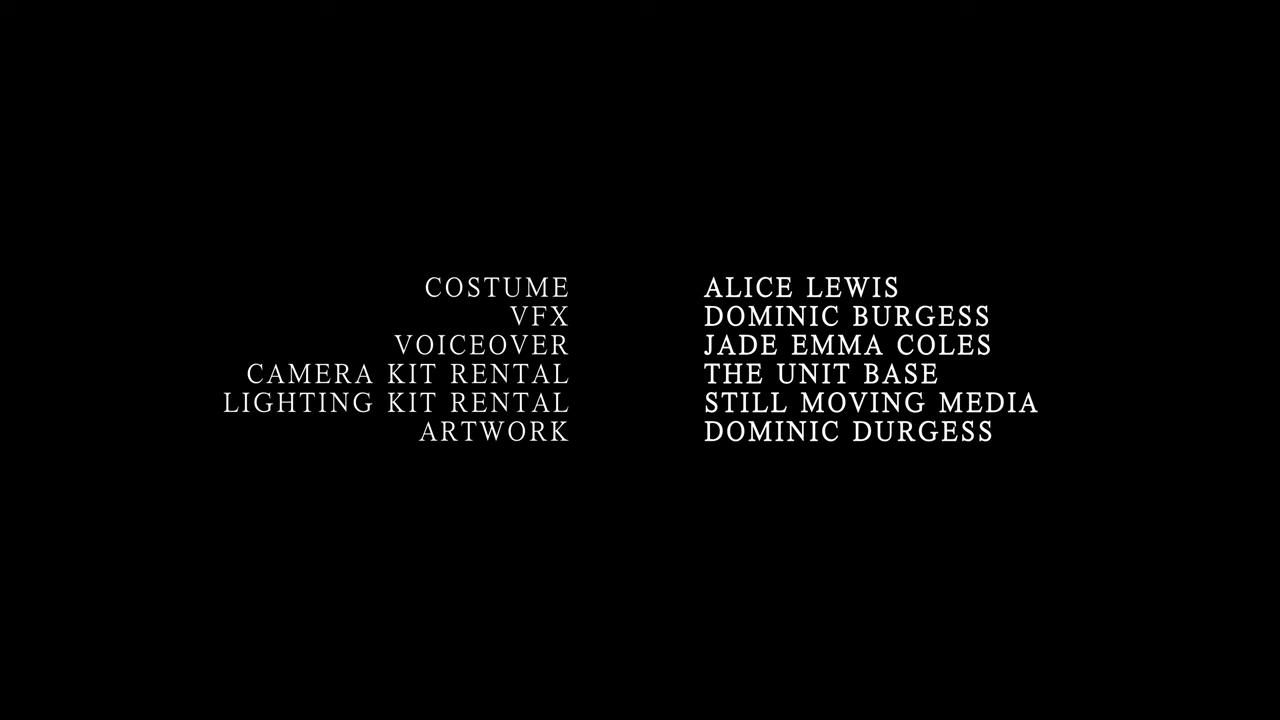 COSTUME ALICE LEWIS
VFX DOMINIC BURGESS
VOICEOVER JADE EMMA COLES
CAMERA KIT RENTAL THE UNIT BASE
LIGHTING KIT RENTAL STILL MOVING MEDIA
ARTWORK DOMINIC DURGESS